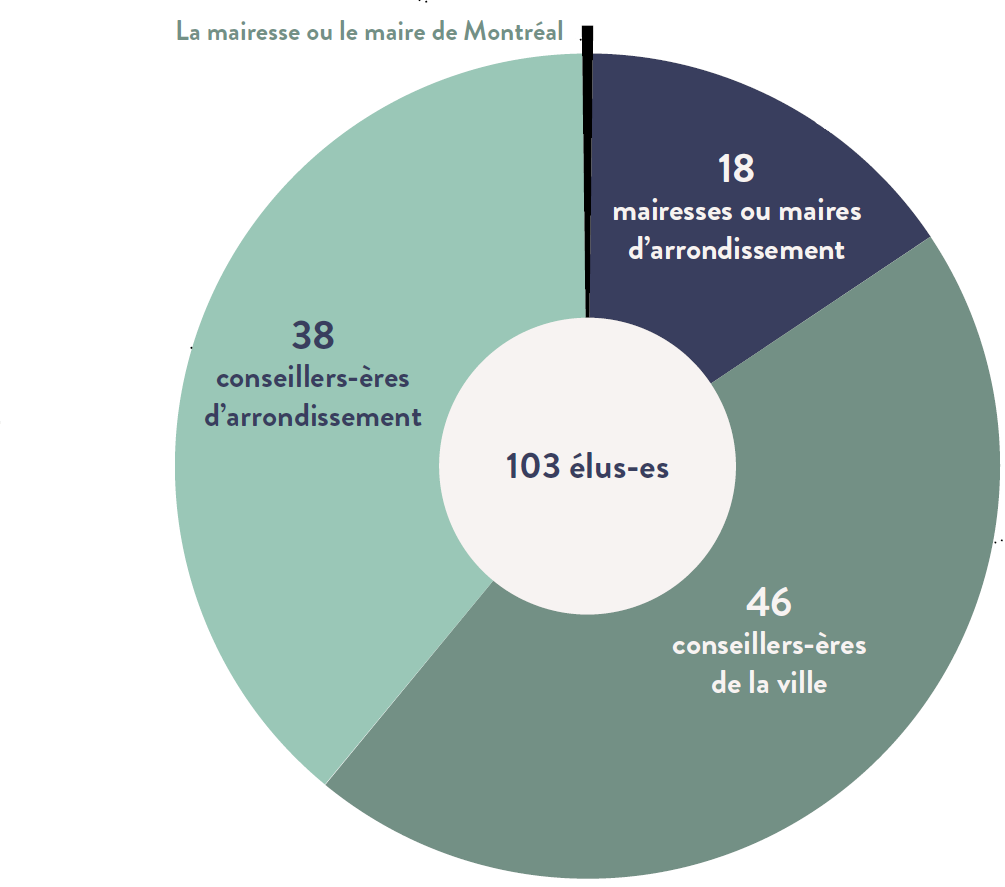 La mairesse ou le maire de Montréal
18
mairesses ou maires
d’arrondissement
38
conseillers-ères
d’arrondissement
103 élus-es
46
conseillers-ères
de la ville